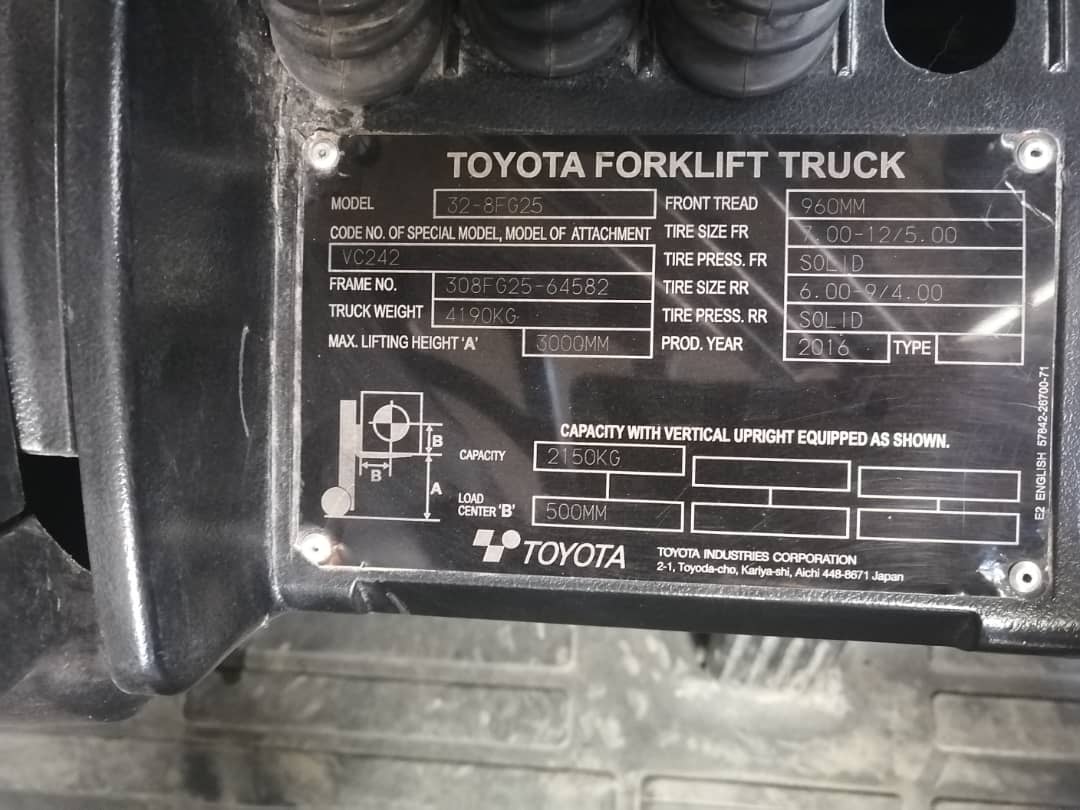 TOYOTA FORKLIFT TRUCK
MODEL 32-8FG25 FRONT TREAD 960MM
CODE NO. OF SPECIAL MODEL, MODEL OF ATTACHMENT TIRE SIZE FR 7.00-12/5.00
VC242 TIRE PRESS. FR SOLID
FRAME NO. 308FG25-64582 TIRE SIZE RR 6.00-9/4.00
TRUCK WEIGHT 4190KG TIRE PRESS. RR SOLID
MAX. LIFTING HEIGHT 'A' 3000MM PROD. YEAR 2016 TYPE
CAPACITY WITH VERTICAL UPRIGHT EQUIPPED AS SHOWN.
B
B
A
CAPACITY 2150KG
LOAD
CENTER 'B' 500MM
TOYOTA
TOYOTA INDUSTRIES CORPORATION
2-1, Toyoda-cho, Kariya-shi, Aichi 448-8671 Japan
E2 ENGLISH 57842-26700-71